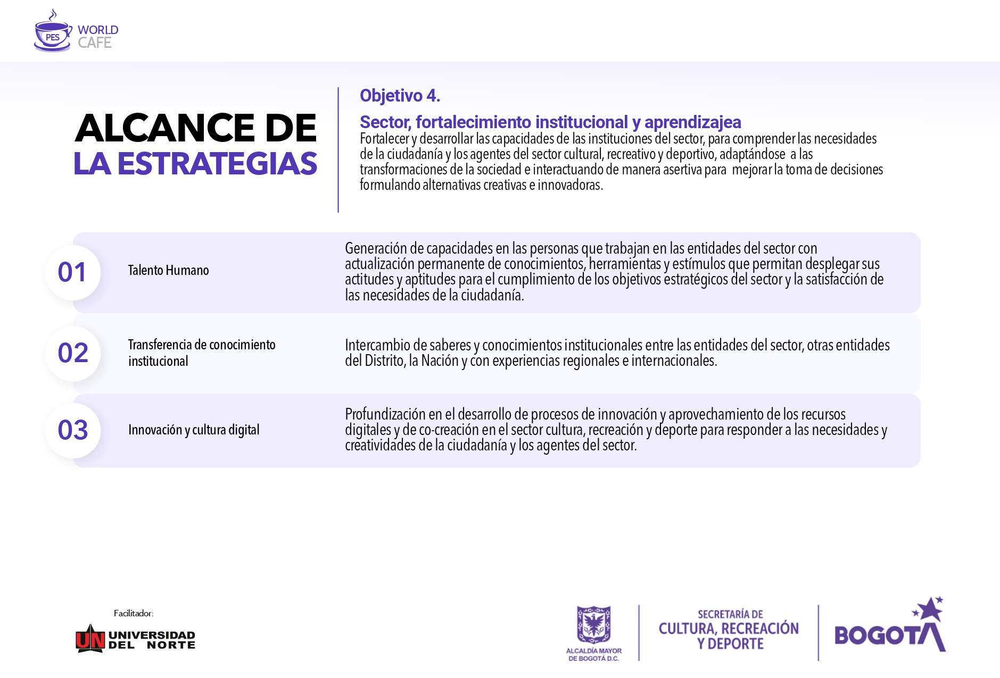 PES
WORLD
CAFÉ
ALCANCE DE
LA ESTRATEGIAS
Objetivo 4.
Sector, fortalecimiento institucional y aprendizajea
Fortalecer y desarrollar las capacidades de las instituciones del sector, para comprender las necesidades
de la ciudadanía y los agentes del sector cultural, recreativo y deportivo, adaptándose a las
transformaciones de la sociedad e interactuando de manera asertiva para mejorar la toma de decisiones
formulando alternativas creativas e innovadoras.
01
Talento Humano
Generación de capacidades en las personas que trabajan en las entidades del sector con
actualización permanente de conocimientos, herramientas y estímulos que permitan desplegar sus
actitudes y aptitudes para el cumplimiento de los objetivos estratégicos del sector y la satisfacción de
las necesidades de la ciudadanía.
02
Transferencia de conocimiento
institucional
Intercambio de saberes y conocimientos institucionales entre las entidades del sector, otras entidades
del Distrito, la Nación y con experiencias regionales e internacionales.
03
Innovación y cultura digital
Profundización en el desarrollo de procesos de innovación y aprovechamiento de los recursos
digitales y de co-creación en el sector cultura, recreación y deporte para responder a las necesidades y
creatividades de la ciudadanía y los agentes del sector.
Facilitador:
UN
UNIVERSIDAD
DEL NORTE
ALCALDÍA MAYOR
DE BOGOTÁ D.C.
SECRETARÍA DE
CULTURA, RECREACIÓN
Y DEPORTE
BOGOTÁ